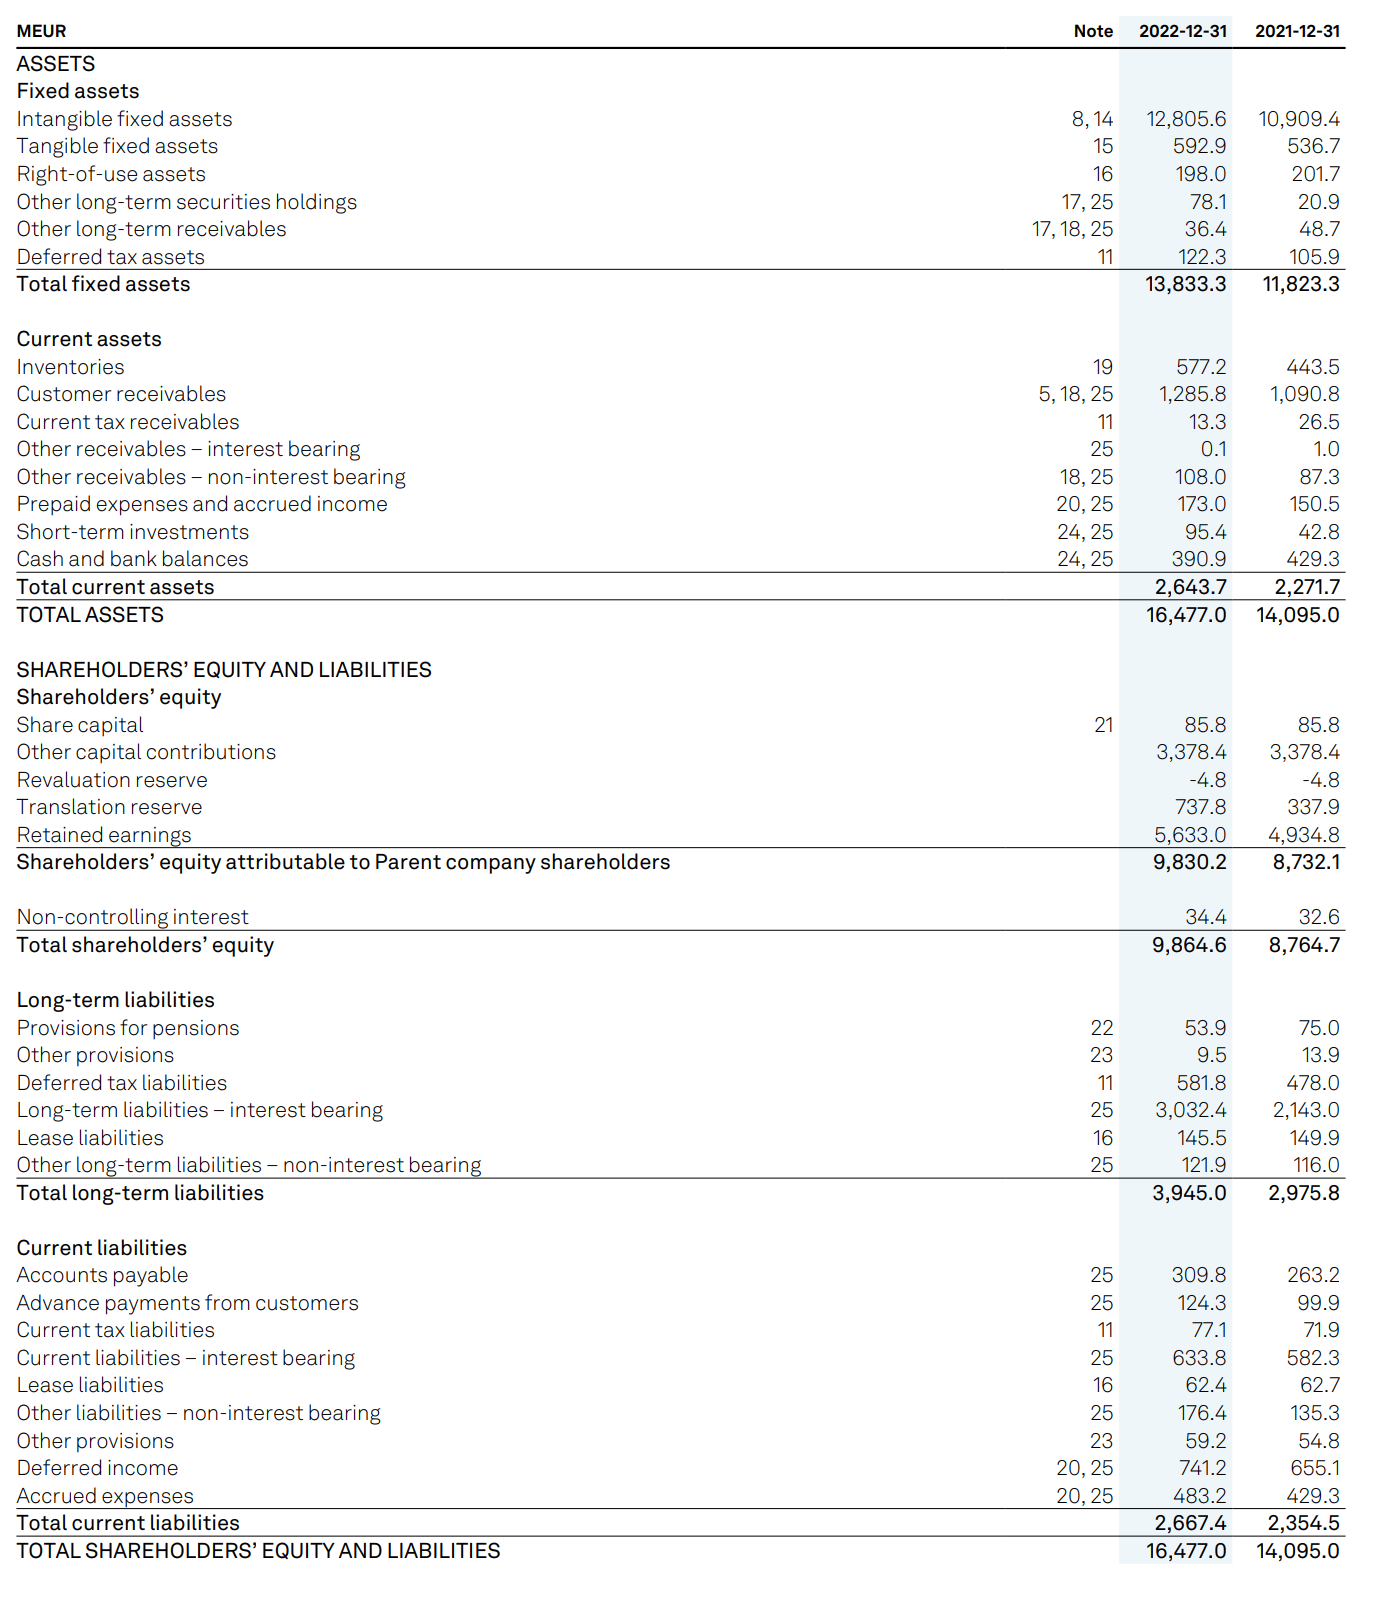 MEUR Note 2022-12-31 2021-12-31
ASSETS
Fixed assets
Intangible fixed assets 8, 14 12,805.6 10,909.4
Tangible fixed assets 15 592.9 536.7
Right-of-use assets 16 198.0 201.7
Other long-term securities holdings 17, 25 78.1 20.9
Other long-term receivables 17, 18, 25 36.4 48.7
Deferred tax assets 11 122.3 105.9
Total fixed assets 13,833.3 11,823.3
Current assets
Inventories 19 577.2 443.5
Customer receivables 5, 18, 25 1,285.8 1,090.8
Current tax receivables 11 13.3 26.5
Other receivables – interest bearing 25 0.1 1.0
Other receivables – non-interest bearing 18, 25 108.0 87.3
Prepaid expenses and accrued income 20, 25 173.0 150.5
Short-term investments 24, 25 95.4 42.8
Cash and bank balances 24, 25 390.9 429.3
Total current assets 2,643.7 2,271.7
TOTAL ASSETS 16,477.0 14,095.0
SHAREHOLDERS’ EQUITY AND LIABILITIES
Shareholders’ equity
Share capital 21 85.8 85.8
Other capital contributions 3,378.4 3,378.4
Revaluation reserve -4.8 -4.8
Translation reserve 737.8 337.9
Retained earnings 5,633.0 4,934.8
Shareholders’ equity attributable to Parent company shareholders 9,830.2 8,732.1
Non-controlling interest 34.4 32.6
Total shareholders’ equity 9,864.6 8,764.7
Long-term liabilities
Provisions for pensions 22 53.9 75.0
Other provisions 23 9.5 13.9
Deferred tax liabilities 11 581.8 478.0
Long-term liabilities – interest bearing 25 3,032.4 2,143.0
Lease liabilities 16 145.5 149.9
Other long-term liabilities – non-interest bearing 25 121.9 116.0
Total long-term liabilities 3,945.0 2,975.8
Current liabilities
Accounts payable 25 309.8 263.2
Advance payments from customers 25 124.3 99.9
Current tax liabilities 11 77.1 71.9
Current liabilities – interest bearing 25 633.8 582.3
Lease liabilities 16 62.4 62.7
Other liabilities – non-interest bearing 25 176.4 135.3
Other provisions 23 59.2 54.8
Deferred income 20, 25 741.2 655.1
Accrued expenses 20, 25 483.2 429.3
Total current liabilities 2,667.4 2,354.5
TOTAL SHAREHOLDERS’ EQUITY AND LIABILITIES 16,477.0 14,095.0